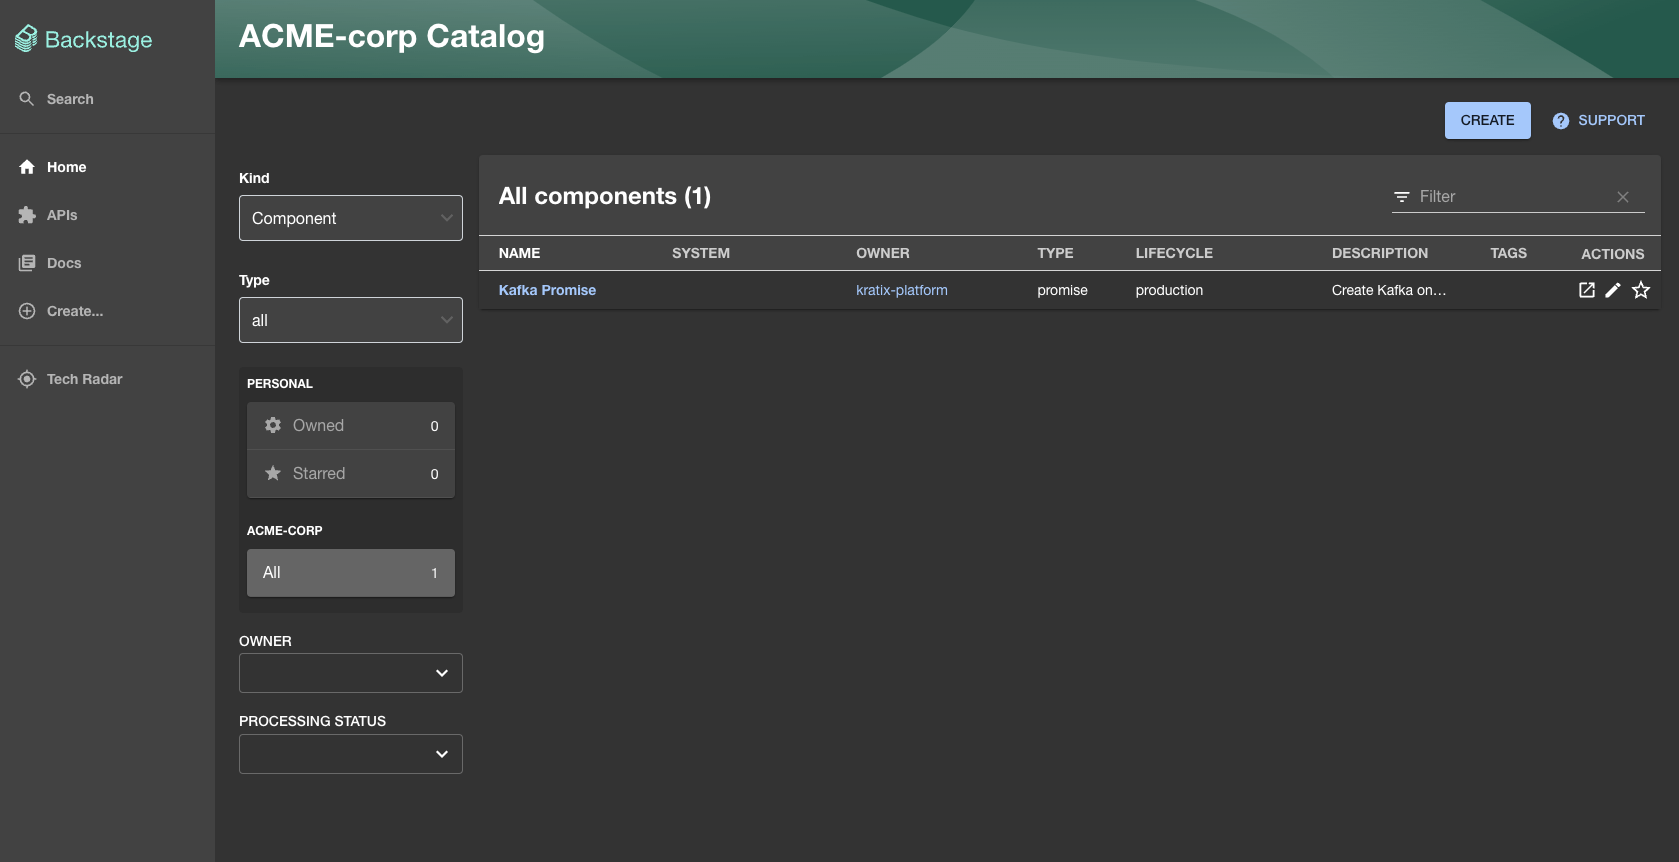 Backstage
Search
Home
APIs
Docs
Create...
Tech Radar
ACME-corp Catalog
CREATE
SUPPORT
Kind
Component
Type
all
PERSONAL
Owned 0
Starred 0
ACME-CORP
All 1
OWNER
PROCESSING STATUS
All components (1)
Filter
NAME SYSTEM OWNER TYPE LIFECYCLE DESCRIPTION TAGS ACTIONS
Kafka Promise kratix-platform promise production Create Kafka on...